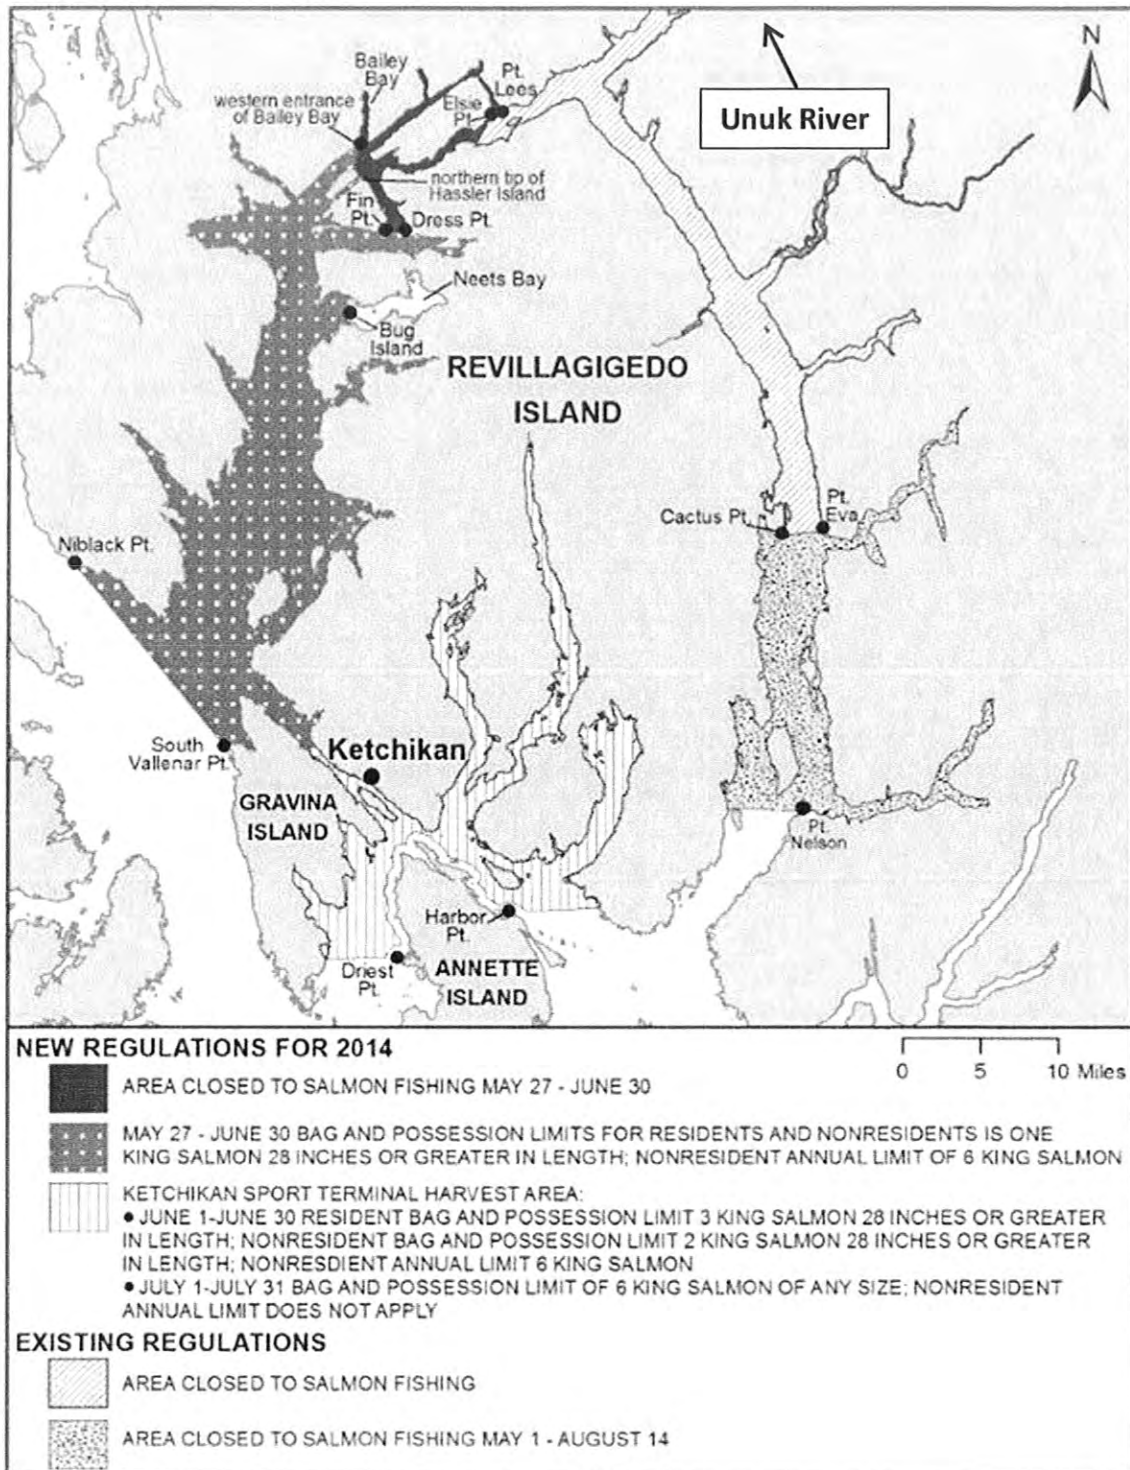 N
Unuk River
Bailey
Bay
Pt.
Lees
Elsie
Pt.
western entrance
of Bailey Bay
northern tip of
Hassler Island
Fin
Pt.
Dress Pt.
Neets Bay
Bug
Island
REVILLAGIGEDO
ISLAND
Cactus Pt.
Pt.
Eva
Niblack Pt.
South
Vallenar Pt.
Ketchikan
GRAVINA
ISLAND
Pt.
Nelson
Harbor
Pt.
Driest
Pt.
ANNETTE
ISLAND
NEW REGULATIONS FOR 2014
0 5 10 Miles
AREA CLOSED TO SALMON FISHING MAY 27 - JUNE 30
MAY 27 - JUNE 30 BAG AND POSSESSION LIMITS FOR RESIDENTS AND NONRESIDENTS IS ONE
KING SALMON 28 INCHES OR GREATER IN LENGTH; NONRESIDENT ANNUAL LIMIT OF 6 KING SALMON
KETCHIKAN SPORT TERMINAL HARVEST AREA:
● JUNE 1-JUNE 30 RESIDENT BAG AND POSSESSION LIMIT 3 KING SALMON 28 INCHES OR GREATER
IN LENGTH; NONRESIDENT BAG AND POSSESSION LIMIT 2 KING SALMON 28 INCHES OR GREATER
IN LENGTH; NONRESDIENT ANNUAL LIMIT 6 KING SALMON
● JULY 1-JULY 31 BAG AND POSSESSION LIMIT OF 6 KING SALMON OF ANY SIZE; NONRESIDENT
ANNUAL LIMIT DOES NOT APPLY
EXISTING REGULATIONS
AREA CLOSED TO SALMON FISHING
AREA CLOSED TO SALMON FISHING MAY 1 - AUGUST 14